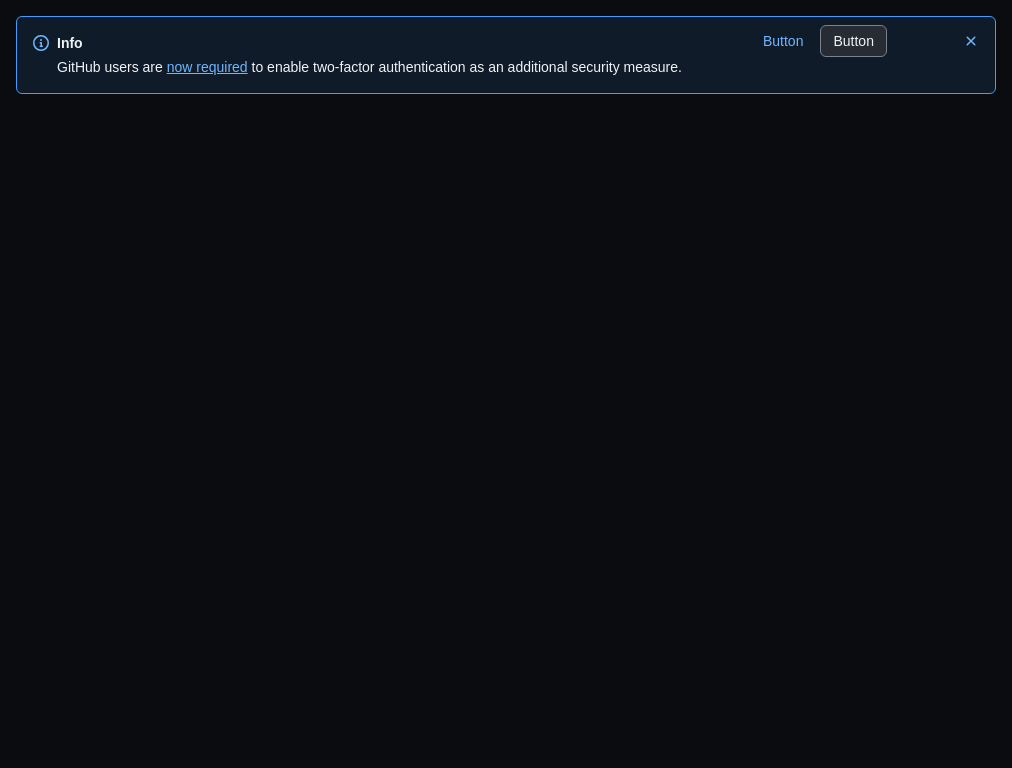 Info
GitHub users are now required to enable two-factor authentication as an additional security measure.
Button
Button